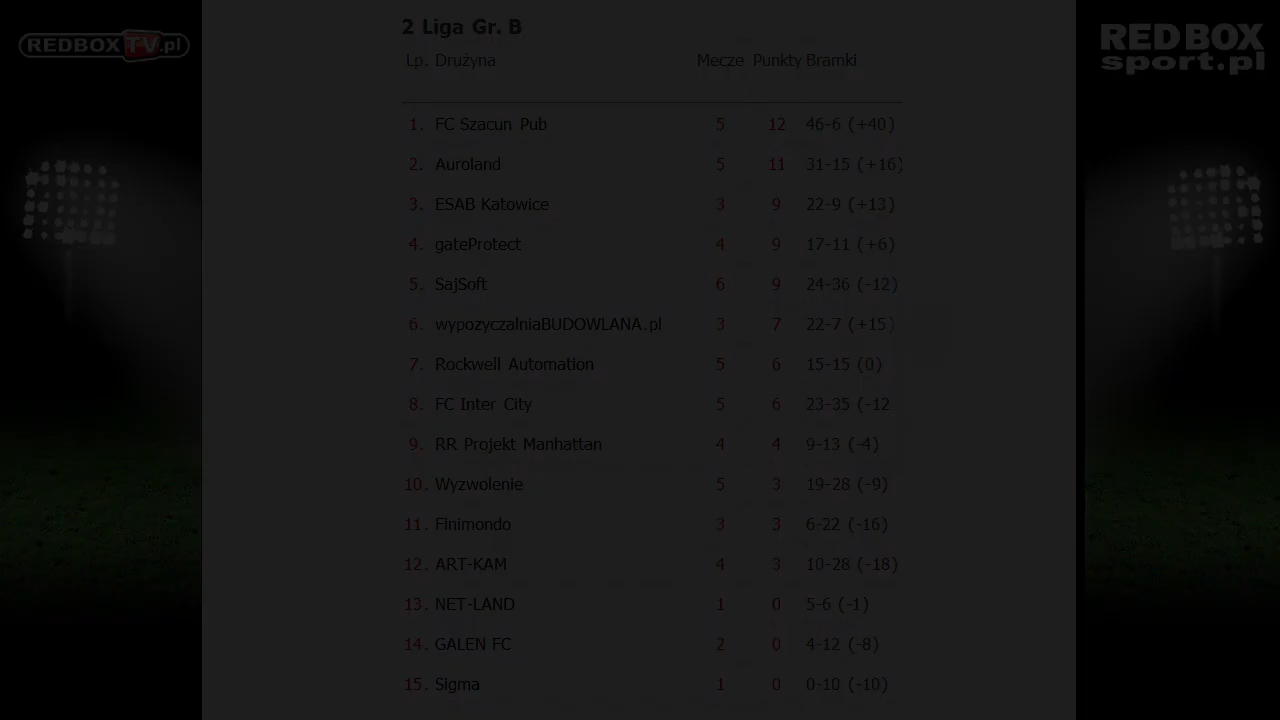 REDBOXTV.pl
REDBOX
sport.pl
2 Liga Gr. B
Lp. Drużyna Mecze Punkty Bramki
1. FC Szacun Pub 5 12 46-6 (+40)
2. Auroland 5 11 31-15 (+16)
3. ESAB Katowice 3 9 22-9 (+13)
4. gateProtect 4 9 17-11 (+6)
5. SajSoft 6 9 24-36 (-12)
6. wypozyczalniaBUDOWLANA.pl 3 7 22-7 (+15)
7. Rockwell Automation 5 6 15-15 (0)
8. FC Inter City 5 6 23-35 (-12
9. RR Projekt Manhattan 4 4 9-13 (-4)
10. Wyzwolenie 5 3 19-28 (-9)
11. Finimondo 3 3 6-22 (-16)
12. ART-KAM 4 3 10-28 (-18)
13. NET-LAND 1 0 5-6 (-1)
14. GALEN FC 2 0 4-12 (-8)
15. Sigma 1 0 0-10 (-10)